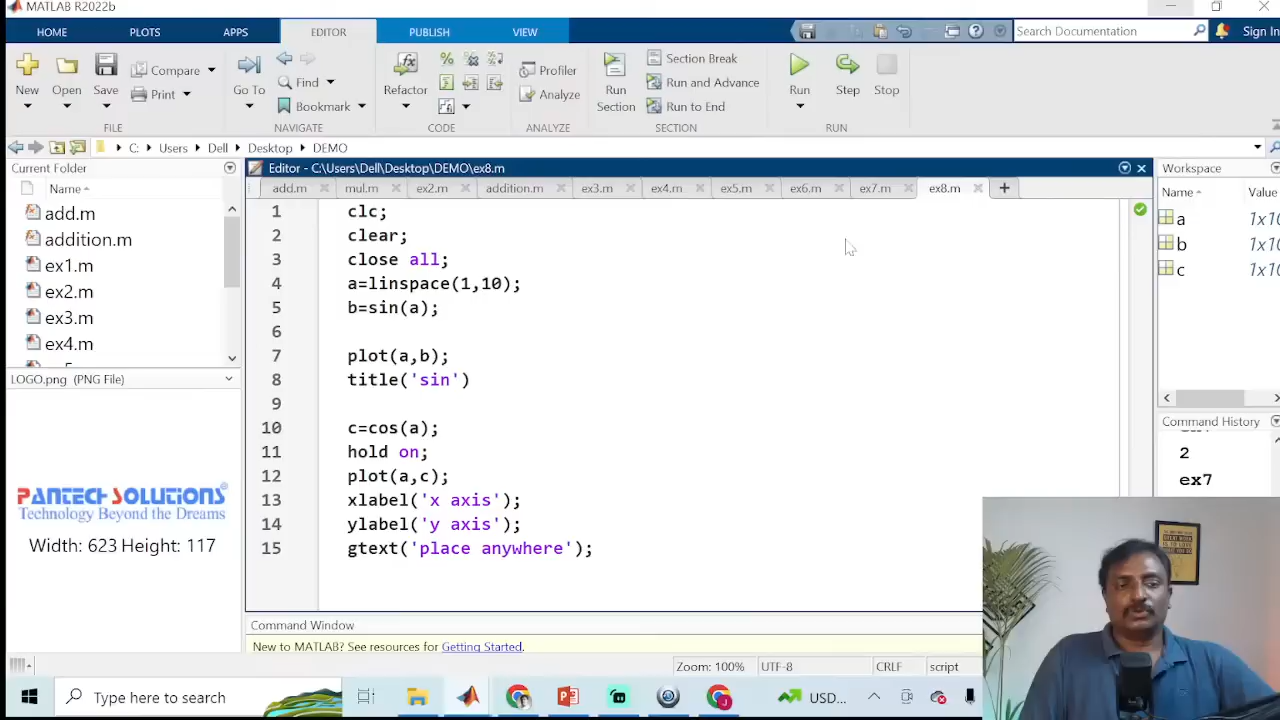 MATLAB R2022b
HOME PLOTS APPS EDITOR PUBLISH VIEW Search Documentation Sign In
New Open Save Compare Print Go To Find Bookmark Refactor Profiler Analyze Run Section Section Break Run and Advance Run to End Run Step Stop
FILE NAVIGATE CODE ANALYZE SECTION RUN
C: Users Dell Desktop DEMO
Current Folder
Name
add.m
addition.m
ex1.m
ex2.m
ex3.m
ex4.m
LOGO.png (PNG File)
PANTECH SOLUTIONS
Technology Beyond the Dreams
Width: 623 Height: 117
Editor - C:\Users\Dell\Desktop\DEMO\ex8.m
add.m mul.m ex2.m addition.m ex3.m ex4.m ex5.m ex6.m ex7.m ex8.m
1 clc;
2 clear;
3 close all;
4 a=linspace(1,10);
5 b=sin(a);
6
7 plot(a,b);
8 title('sin')
9
10 c=cos(a);
11 hold on;
12 plot(a,c);
13 xlabel('x axis');
14 ylabel('y axis');
15 gtext('place anywhere');
Command Window
New to MATLAB? See resources for Getting Started.
Zoom: 100% UTF-8 CRLF script
Workspace
Name Value
a 1x10
b 1x10
c 1x10
Command History
2
ex7
Type here to search
USD...